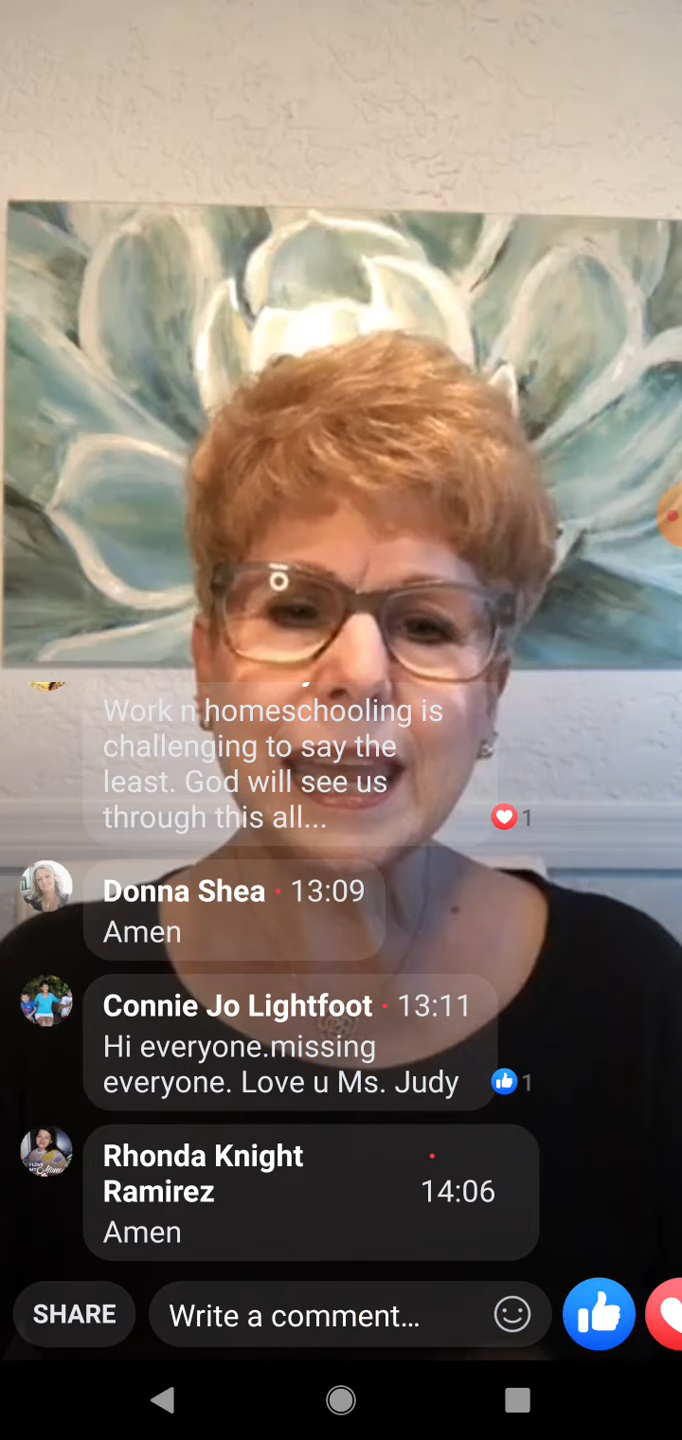 Work n homeschooling is
challenging to say the
least. God will see us
through this all...
1
Donna Shea · 13:09
Amen
Connie Jo Lightfoot · 13:11
Hi everyone.missing
everyone. Love u Ms. Judy
1
Rhonda Knight ·
Ramirez 14:06
Amen
SHARE
Write a comment...